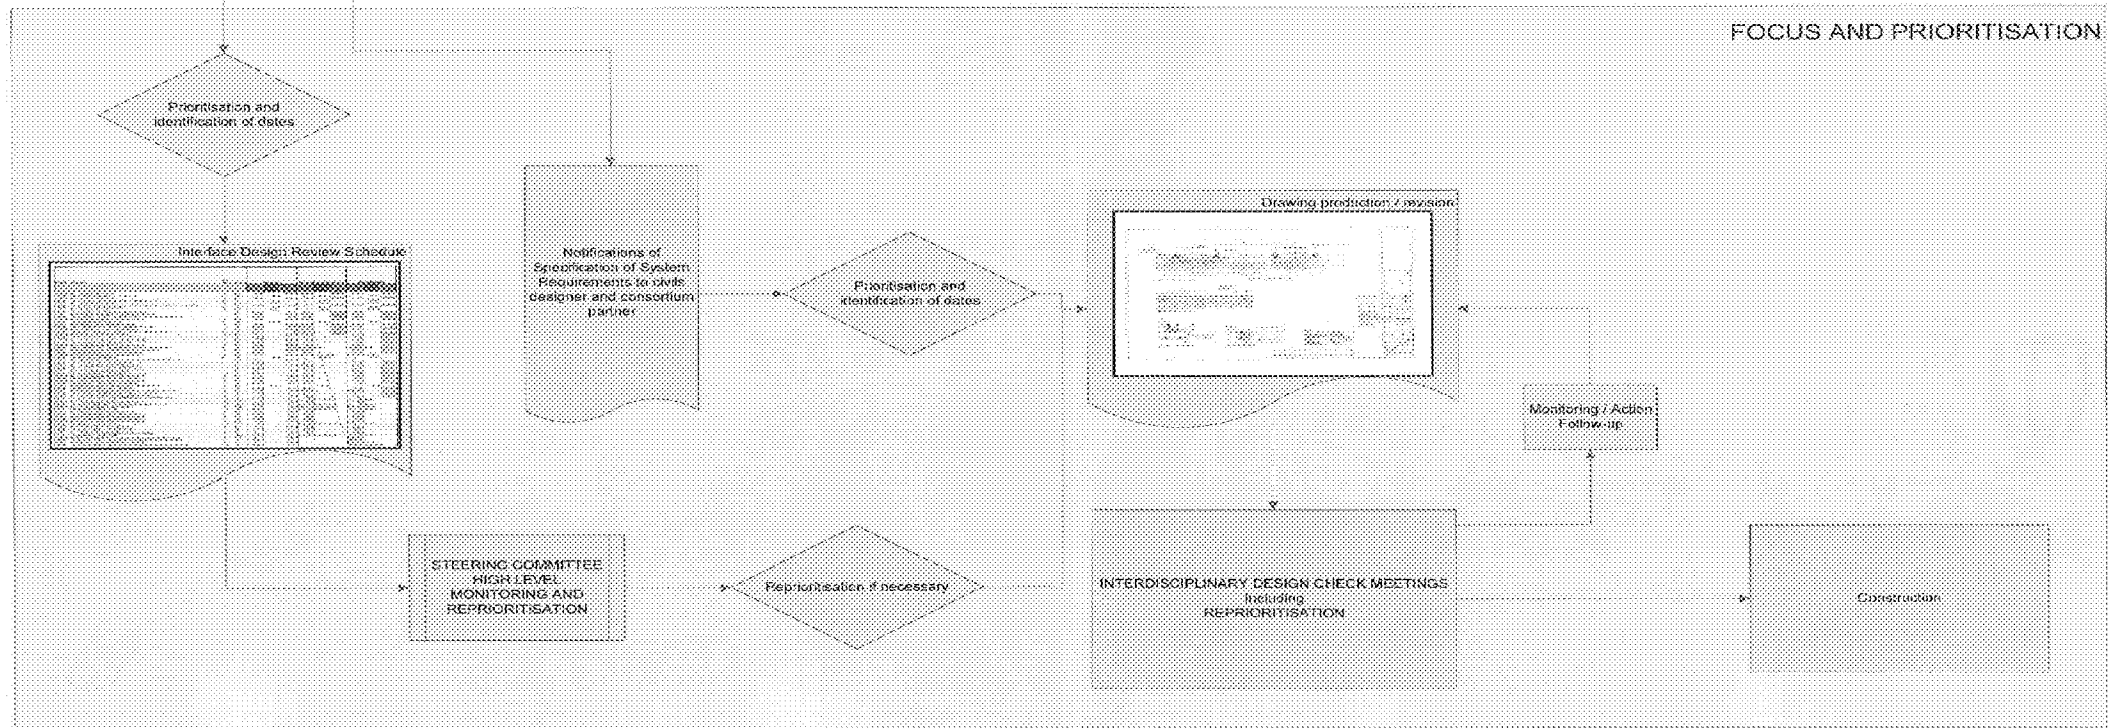 FOCUS AND PRIORITISATION
Prioritisation and
identification of dates
Interface Design Review Schedule
Notifications of
Specification of System
Requirements to civils
designer and consortium
partner
Prioritisation and
identification of dates
Drawing production / revision
Monitoring / Action
Follow-up
STEERING COMMITTEE
HIGH LEVEL
MONITORING AND
REPRIORITISATION
Reprioritisation if necessary
INTERDISCIPLINARY DESIGN CHECK MEETINGS
Including
REPRIORITISATION
Construction